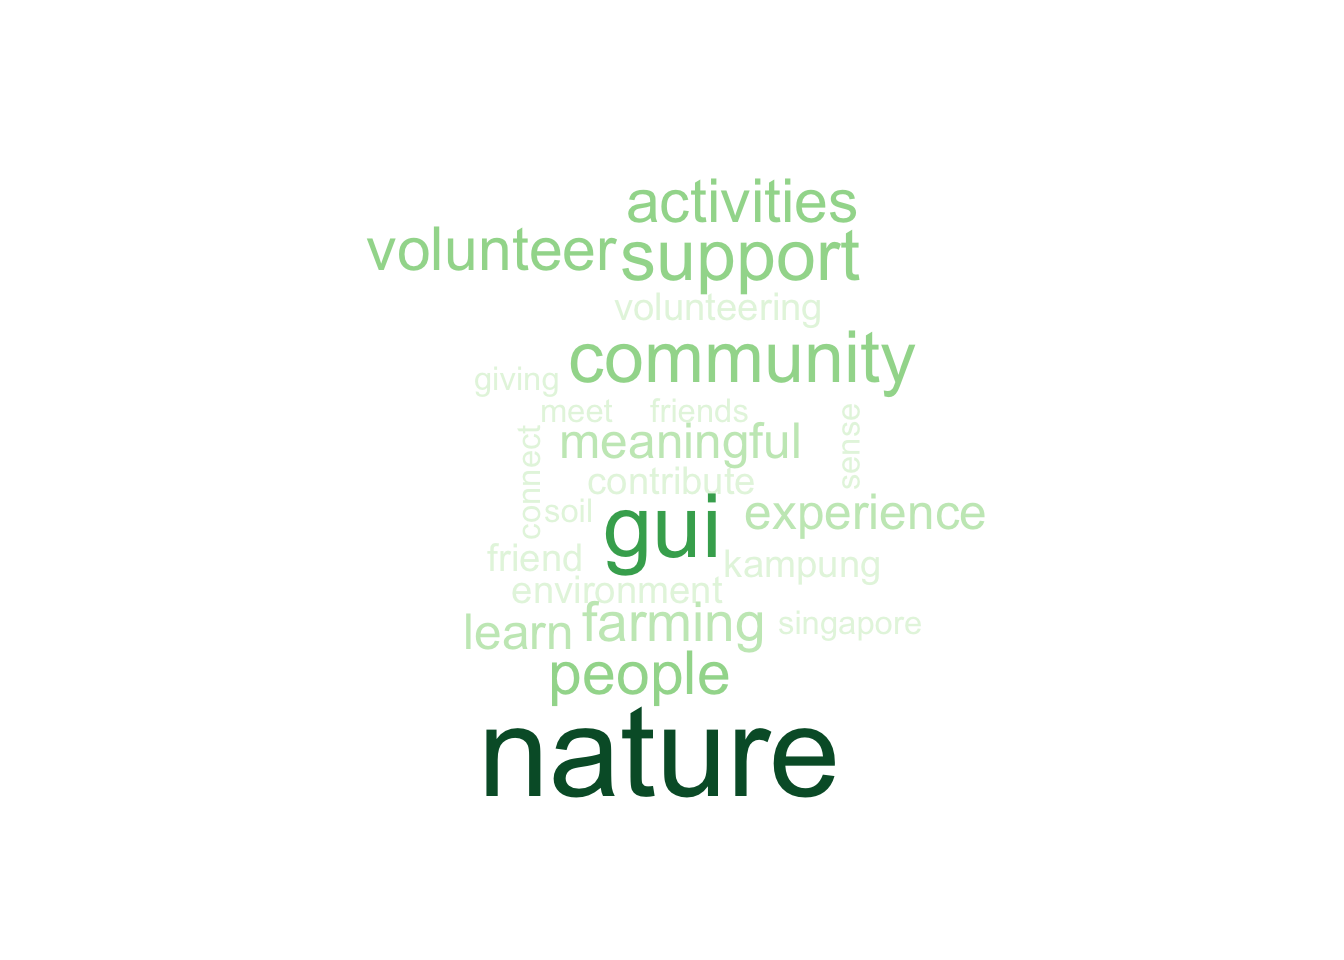 activities
volunteer support
volunteering
community
giving
meet friends
sense
connect
meaningful
contribute
soil
gui
experience
friend
kampung
environment
learn farming singapore
people
nature